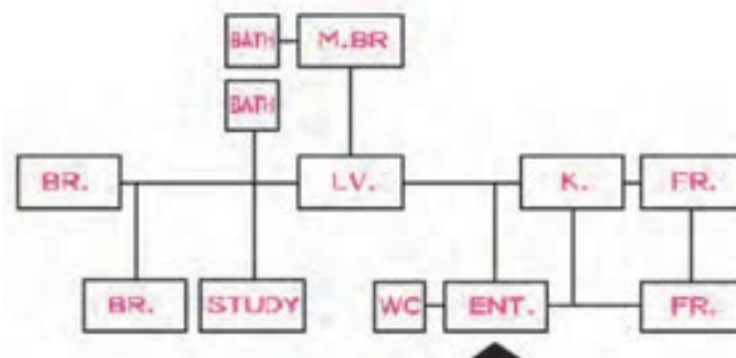 BATH M.BR
BATH
BR. LV. K. FR.
BR. STUDY WC ENT. FR.